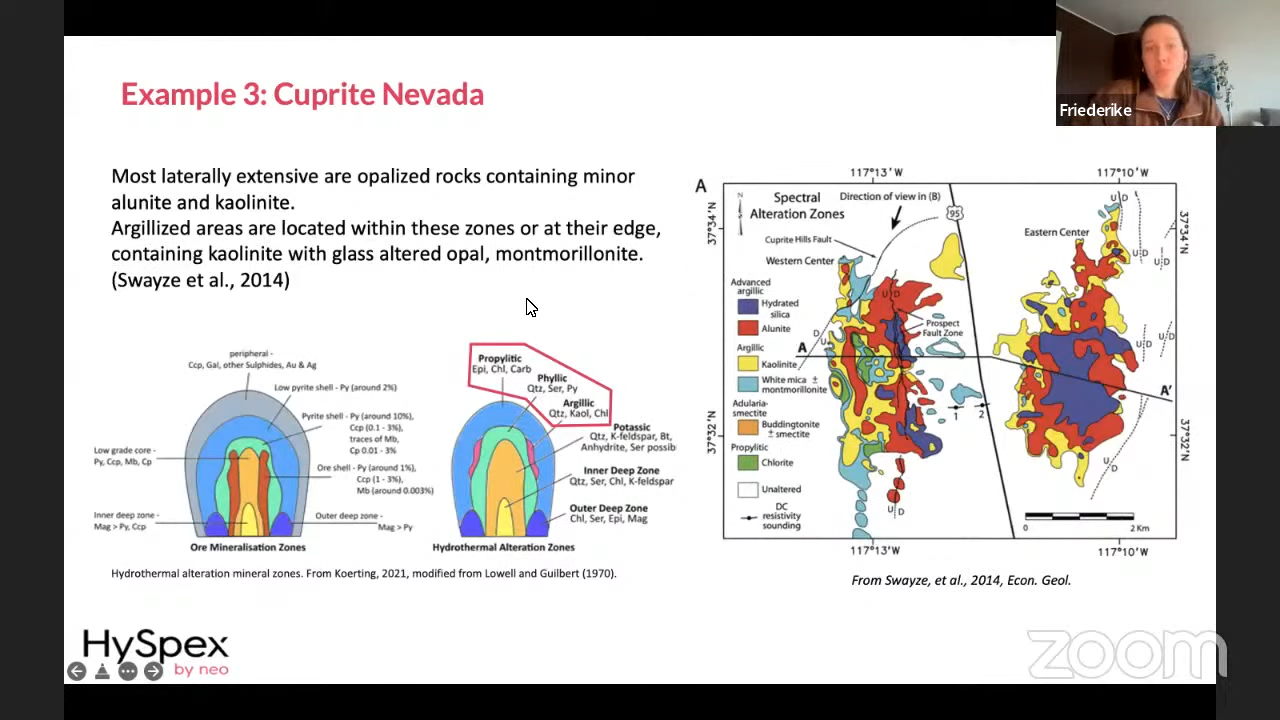 Example 3: Cuprite Nevada
Friederike
Most laterally extensive are opalized rocks containing minor
alunite and kaolinite.
Argillized areas are located within these zones or at their edge,
containing kaolinite with glass altered opal, montmorillonite.
(Swayze et al., 2014)
peripheral -
Ccp, Gal, other Sulphides, Au & Ag
Low pyrite shell - Py (around 2%)
Pyrite shell - Py (around 10%),
Ccp (0.1 - 3%),
traces of Mb,
Cp 0.01 - 3%
Low grade core -
Py, Ccp, Mb, Cp
Ore shell - Py (around 1%),
Ccp (1 - 3%),
Mb (around 0.003%)
Inner deep zone -
Mag > Py, Ccp
Outer deep zone -
Mag > Py
Ore Mineralisation Zones
Propylitic
Epi, Chl, Carb
Phyllic
Qtz, Ser, Py
Argillic
Qtz, Kaol, Chl
Potassic
Qtz, K-feldspar, Bt,
Anhydrite, Ser possib
Inner Deep Zone
Qtz, Ser, Chl, K-feldspar
Outer Deep Zone
Chl, Ser, Epi, Mag
Hydrothermal Alteration Zones
Hydrothermal alteration mineral zones. From Koerting, 2021, modified from Lowell and Guilbert (1970).
A
117°13'W
117°10'W
37°34'N
37°34'N
N
Spectral
Alteration Zones
Direction of view in (B)
95
Cuprite Hills Fault
Western Center
Eastern Center
U D
U D
U D
U D
Advanced
argillic
Hydrated
silica
Alunite
Argillic
Kaolinite
White mica ±
montmorillonite
Adularia-
smectite
Buddingtonite
± smectite
Propylitic
Chlorite
Unaltered
DC
resistivity
sounding
D
U
A
Prospect
Fault Zone
U D
U D
A'
1
2
37°32'N
37°32'N
U D
U D
0
2 Km
117°13'W
117°10'W
From Swayze, et al., 2014, Econ. Geol.
HySpex
by neo
zoom